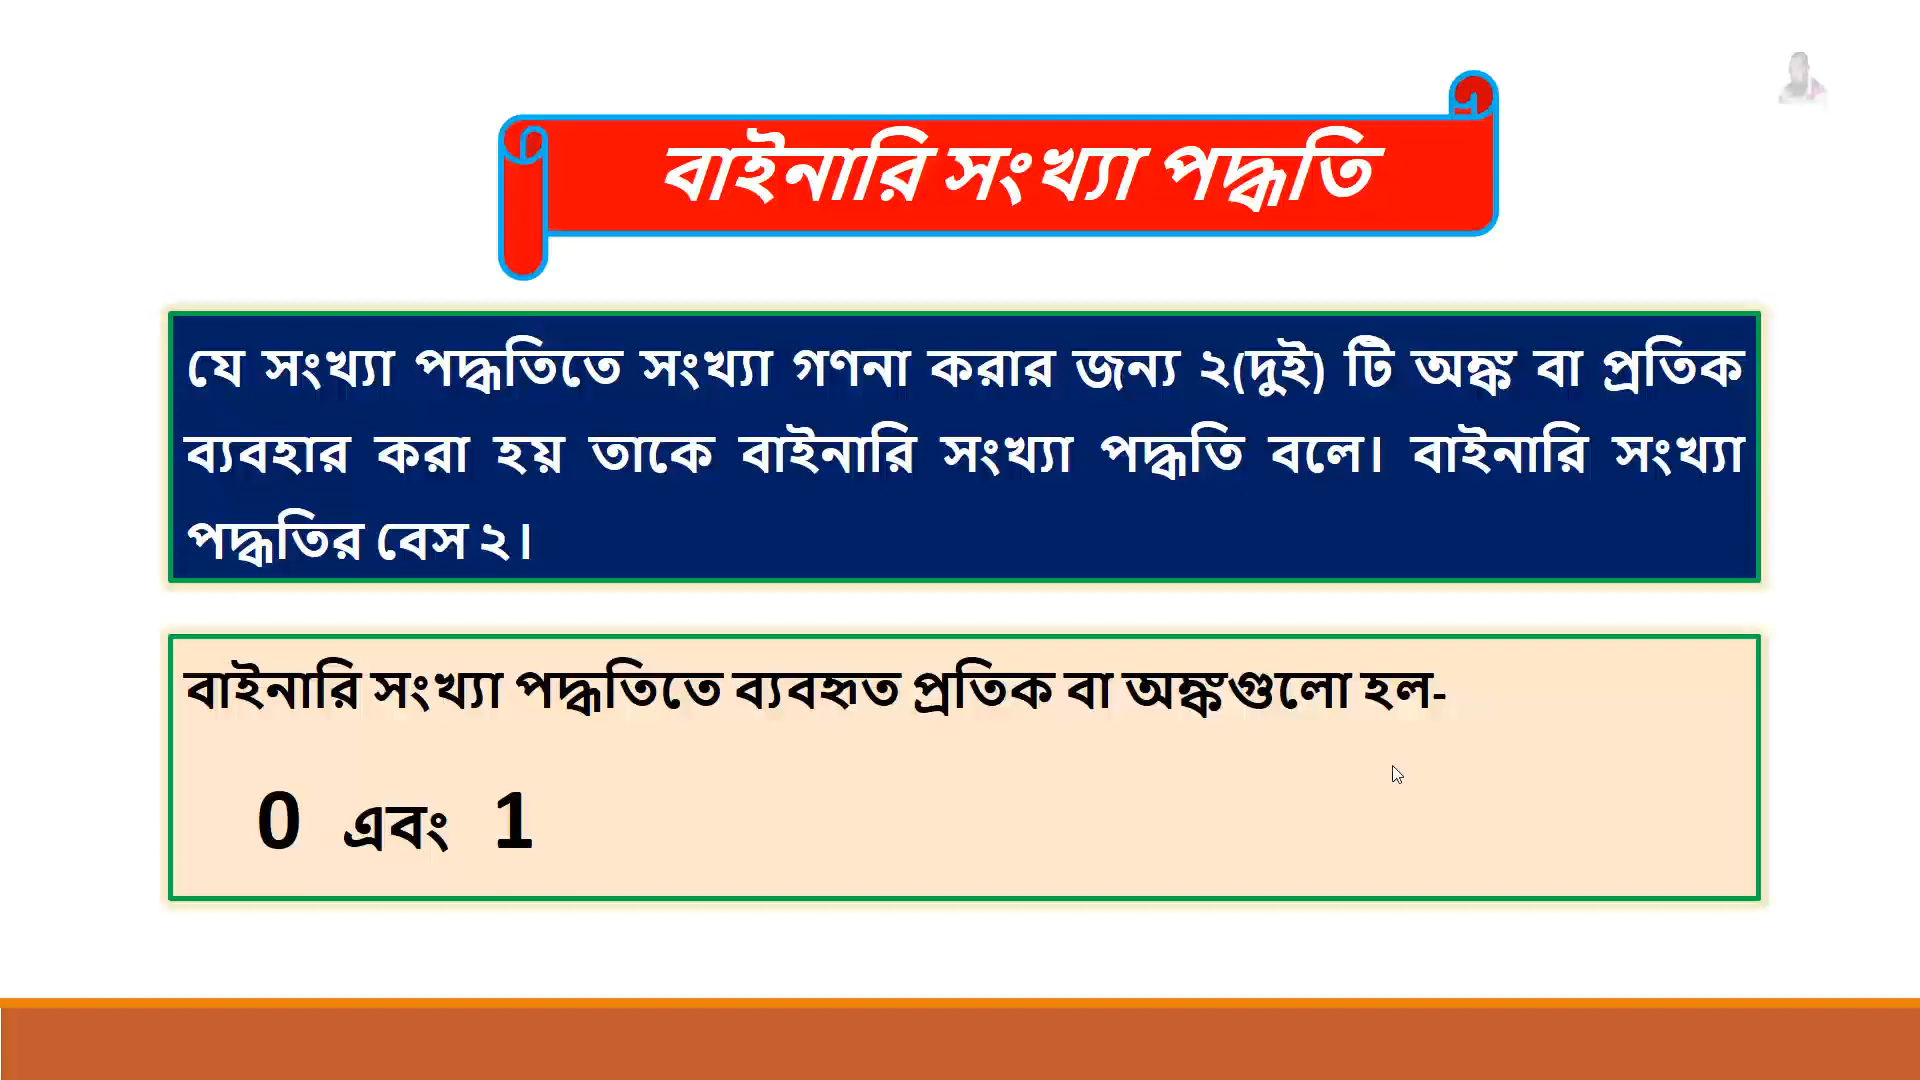 বাইনারি সংখ্যা পদ্ধতি
যে সংখ্যা পদ্ধতিতে সংখ্যা গণনা করার জন্য ২(দুই) টি অঙ্ক বা প্রতিক
ব্যবহার করা হয় তাকে বাইনারি সংখ্যা পদ্ধতি বলে। বাইনারি সংখ্যা
পদ্ধতির বেস ২।
বাইনারি সংখ্যা পদ্ধতিতে ব্যবহৃত প্রতিক বা অঙ্কগুলো হল-
0 এবং 1